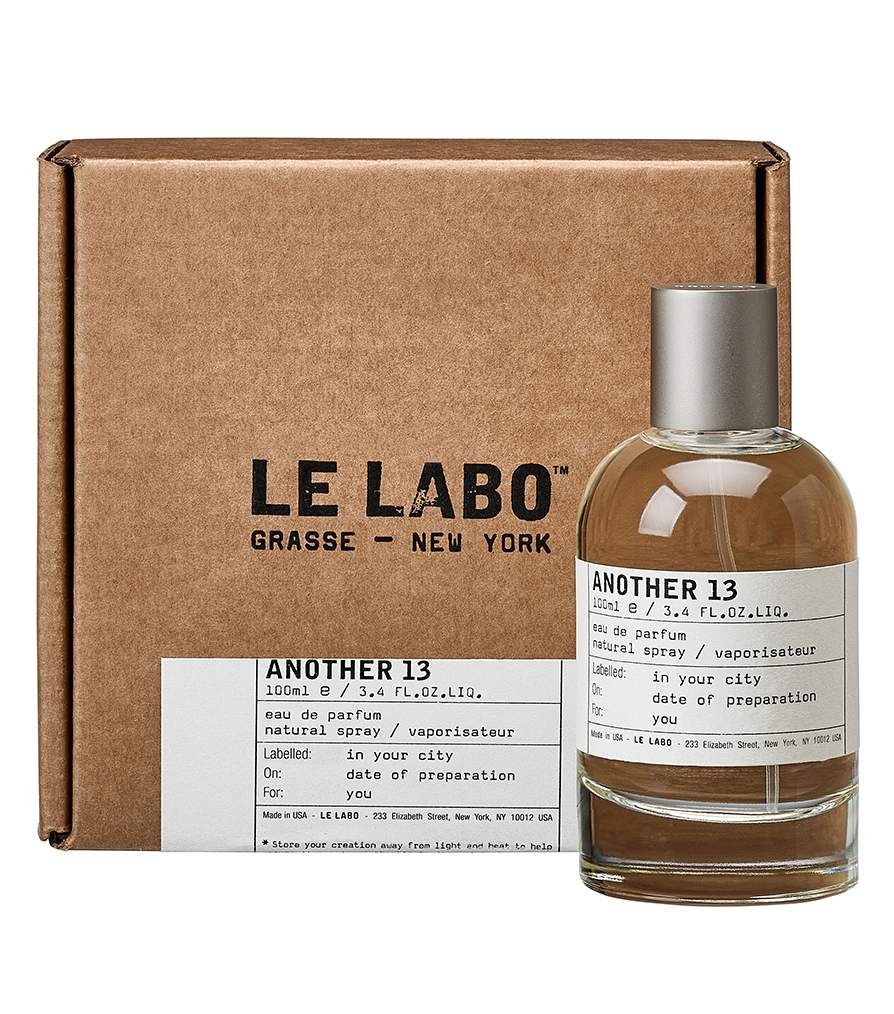 LE LABO™
GRASSE — NEW YORK
ANOTHER 13
100ml e / 3.4 FL.OZ.LIQ.
eau de parfum
natural spray / vaporisateur
Labelled: in your city
On: date of preparation
For: you
Made in USA - LE LABO - 233 Elizabeth Street, New York, NY 10012 USA
* Store your creation away from light and heat to help
ANOTHER 13
100ml e / 3.4 FL.OZ.LIQ.
eau de parfum
natural spray / vaporisateur
Labelled: in your city
On: date of preparation
For: you
Made in USA - LE LABO - 233 Elizabeth Street, New York, NY 10012 USA